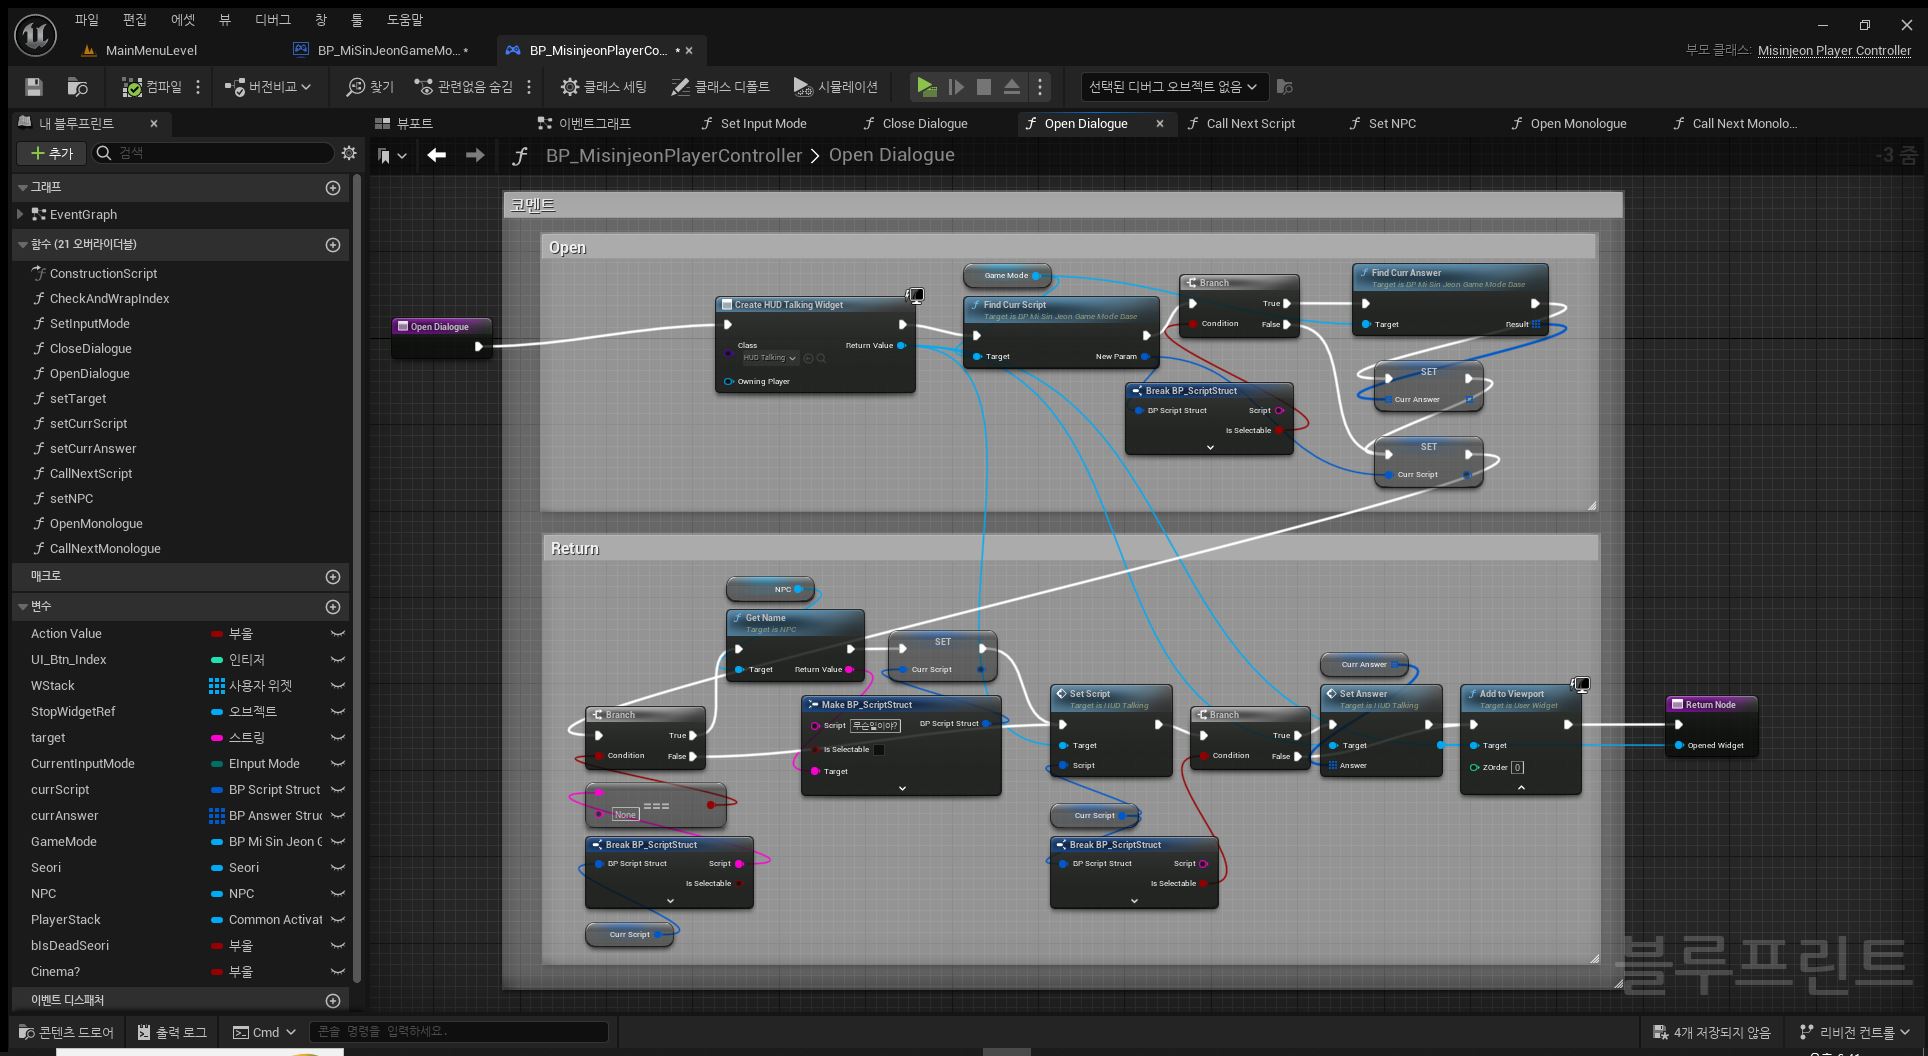 파일 편집 에셋 뷰 디버그 창 툴 도움말
MainMenuLevel BP_MiSinJeonGameMo...* BP_MisinjeonPlayerCo... *
부모 클래스: Misinjeon Player Controller
컴파일 버전비교 찾기 관련없음 숨김 클래스 세팅 클래스 디폴트 시뮬레이션 선택된 디버그 오브젝트 없음
내 블루프린트
추가 검색
그래프
EventGraph
함수 (21 오버라이더블)
ConstructionScript
CheckAndWrapIndex
SetInputMode
CloseDialogue
OpenDialogue
setTarget
setCurrScript
setCurrAnswer
CallNextScript
setNPC
OpenMonologue
CallNextMonologue
매크로
변수
Action Value 부울
UI_Btn_Index 인티저
WStack 사용자 위젯
StopWidgetRef 오브젝트
target 스트링
CurrentInputMode EInput Mode
currScript BP Script Struct
currAnswer BP Answer Struc
GameMode BP Mi Sin Jeon G
Seori Seori
NPC NPC
PlayerStack Common Activat
bIsDeadSeori 부울
Cinema? 부울
이벤트 디스패처
뷰포트 이벤트그래프 Set Input Mode Close Dialogue Open Dialogue Call Next Script Set NPC Open Monologue Call Next Monolo...
BP_MisinjeonPlayerController > Open Dialogue
-3 줌
코멘트
Open
Open Dialogue
Create HUD Talking Widget
Class
HUD Talking
Return Value
Owning Player
Game Mode
Find Curr Script
Target is BP Mi Sin Jeon Game Mode Base
Target New Param
Branch
True
Condition False
Find Curr Answer
Target is BP Mi Sin Jeon Game Mode Base
Target Result
Break BP_ScriptStruct
BP Script Struct Script
Is Selectable
SET
Curr Answer
SET
Curr Script
Return
NPC
Get Name
Target is NPC
Target Return Value
SET
Curr Script
Branch
True
Condition False
Make BP_ScriptStruct
Script 무슨일이야? BP Script Struct
Is Selectable
Target
===
None
Break BP_ScriptStruct
BP Script Struct Script
Is Selectable
Curr Script
Set Script
Target is HUD Talking
Target
Script
Curr Script
Break BP_ScriptStruct
BP Script Struct Script
Is Selectable
Branch
True
Condition False
Curr Answer
Set Answer
Target is HUD Talking
Target
Answer
Add to Viewport
Target is User Widget
Target
ZOrder 0
Return Node
Opened Widget
블루프린트
콘텐츠 드로어 출력 로그 Cmd 콘솔 명령을 입력하세요. 4개 저장되지 않음 리비전 컨트롤